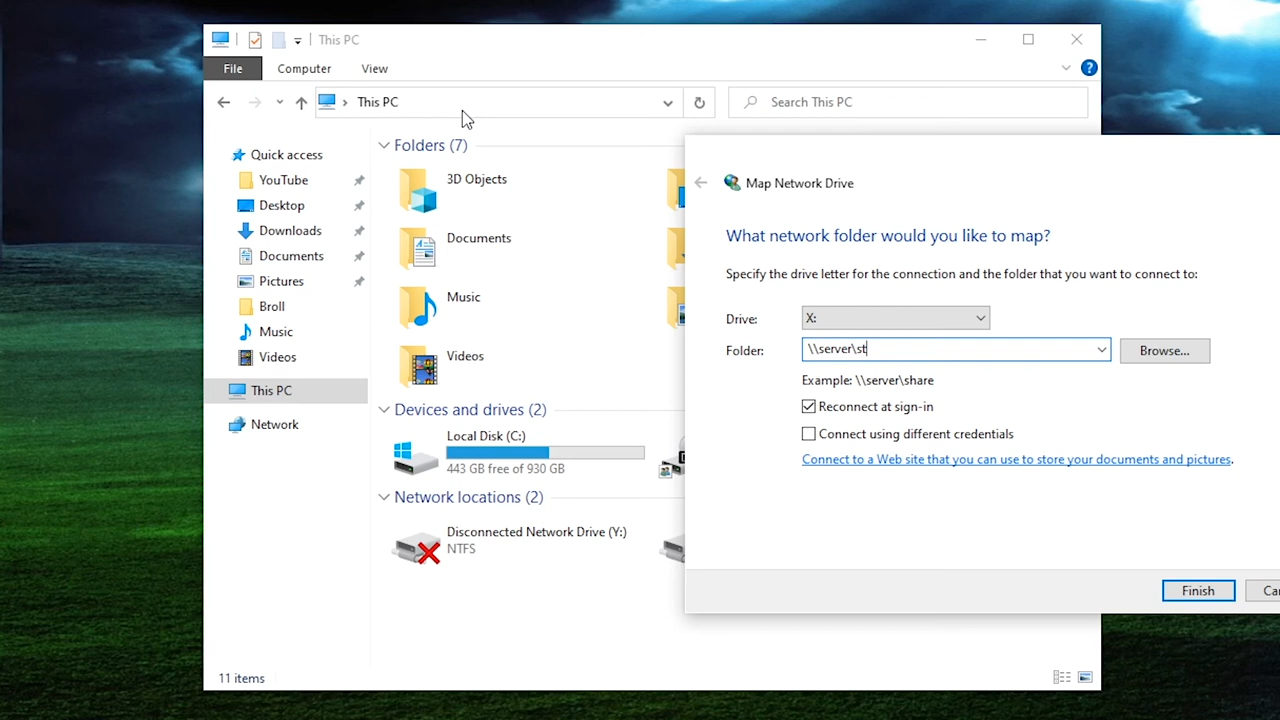 This PC
File
Computer
View
This PC
Search This PC
Quick access
YouTube
Desktop
Downloads
Documents
Pictures
Broll
Music
Videos
This PC
Network
Folders (7)
3D Objects
Documents
Music
Videos
Devices and drives (2)
Local Disk (C:)
443 GB free of 930 GB
Network locations (2)
Disconnected Network Drive (Y:)
NTFS
11 items
Map Network Drive
What network folder would you like to map?
Specify the drive letter for the connection and the folder that you want to connect to:
Drive: X:
Folder: \\server\st
Browse...
Example: \\server\share
Reconnect at sign-in
Connect using different credentials
Connect to a Web site that you can use to store your documents and pictures.
Finish
Ca